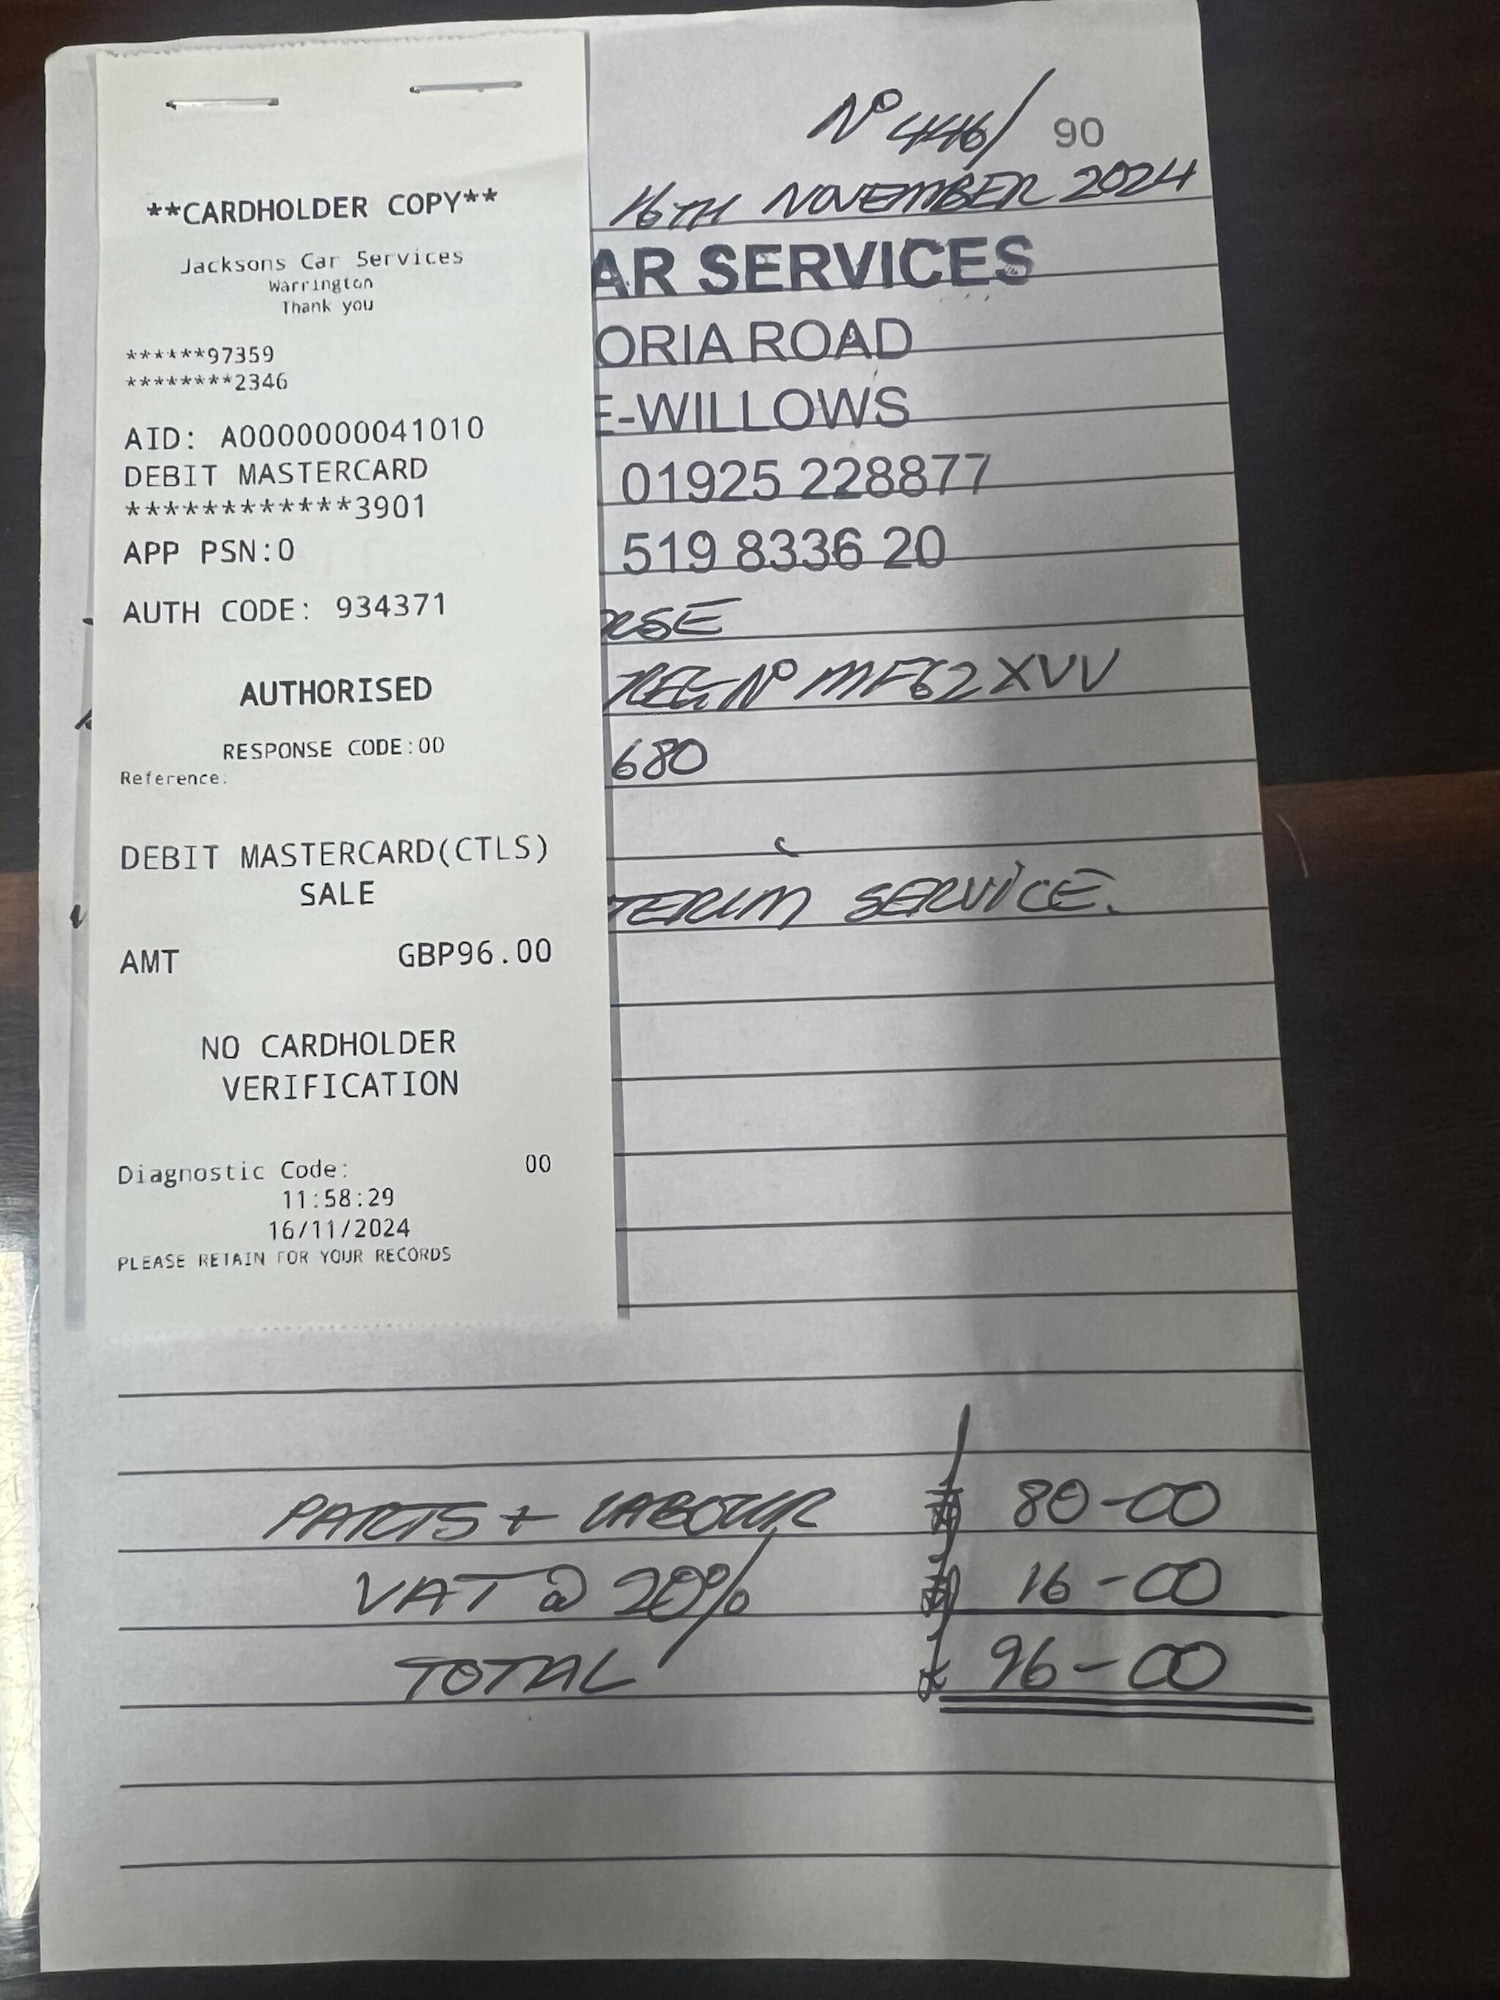 **CARDHOLDER COPY**
Jacksons Car Services
Warrington
Thank you
******97359
********2346
AID: A0000000041010
DEBIT MASTERCARD
************3901
APP PSN:0
AUTH CODE: 934371
AUTHORISED
RESPONSE CODE:00
Reference:
DEBIT MASTERCARD(CTLS)
SALE
AMT GBP96.00
NO CARDHOLDER
VERIFICATION
Diagnostic Code: 00
11:58:29
16/11/2024
PLEASE RETAIN FOR YOUR RECORDS
Nº 446/ 90
16TH NOVEMBER 2024
AR SERVICES
ORIA ROAD
E-WILLOWS
01925 228877
519 8336 20
RSE
REG Nº MF62XVV
680
TERIM SERVICE.
PARTS + LABOUR £ 80-00
VAT @ 20% £ 16-00
TOTAL £ 96-00